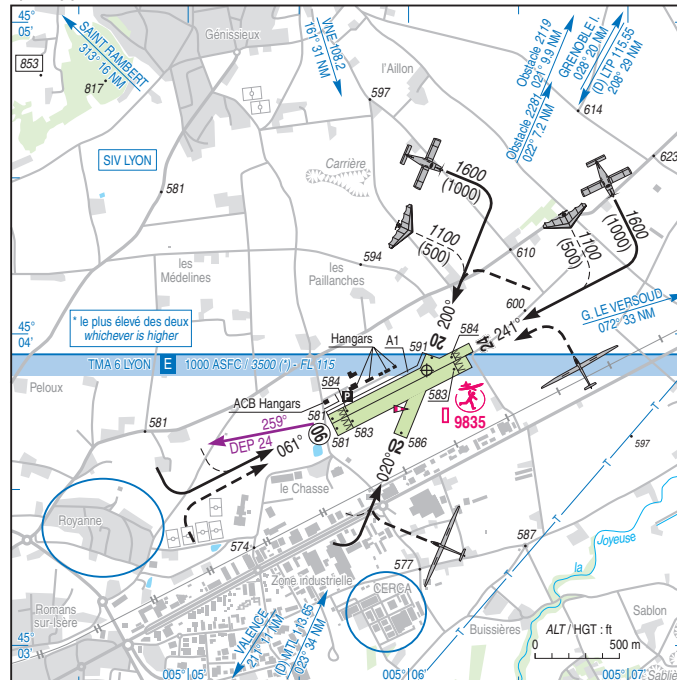 45°
05'
SAINT RAMBERT
313° 16 NM
Génissieux
VNE 108.2
161° 31 NM
l'Aillon
Obstacle 2119
021° 9.9 NM
GRENOBLE I.
028° 20 NM
(D) LTP 115.55
208° 29 NM
Obstacle 2281
022° 7.2 NM
853
817
597
614
623
SIV LYON
Carrière
1600
(1000)
1600
(1000)
581
1100
(500)
1100
(500)
610
594
les
Médelines
les
Paillanches
600
G. LE VERSOUD
072° 33 NM
200°
* le plus élevé des deux
whichever is higher
45°
04'
Hangars
A1
591
20
584
24
241°
TMA 6 LYON E 1000 ASFC / 3500 (*) - FL 115
Peloux
584
P
583
9835
ACB Hangars
581
259°
DEP 24
06
581
583
061°
581
20
586
020°
597
le Chasse
Royanne
574
587
577
la
Joyeuse
Zone industrielle
CERCA
Romans
-sur-Isère
Buissières
Sablon
45°
03'
VALENCE
211° 11 NM
(D) MTL 113.65
023° 34 NM
ALT / HGT : ft
0
500 m
005° 05'
005° 06'
005° 07'
T
T
T